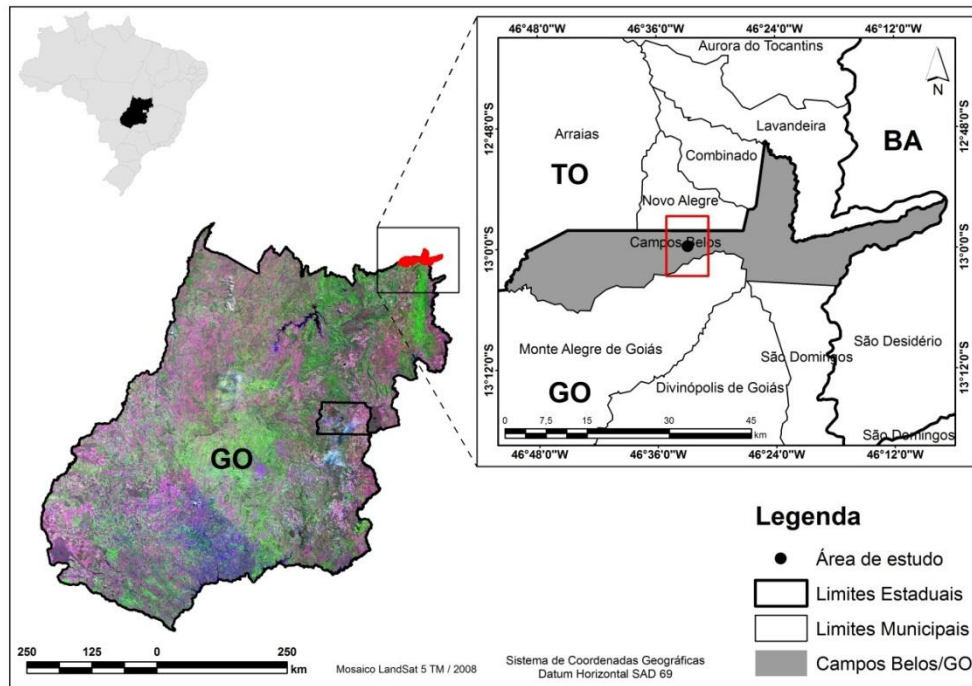 46°48'0"W 46°36'0"W 46°24'0"W 46°12'0"W
Aurora do Tocantins
N
12°48'0"S
12°48'0"S
Lavandeira
Arraias
BA
Combinado
TO
Novo Alegre
13°0'0"S
Campos Belos
13°0'0"S
Monte Alegre de Goiás
São Domingos
São Desidério
13°12'0"S
13°12'0"S
GO
Divinópolis de Goiás
0 7,5 15 30 45
km
São Domingos
46°48'0"W 46°36'0"W 46°24'0"W 46°12'0"W
GO
Legenda
Área de estudo
Limites Estaduais
Limites Municipais
Campos Belos/GO
250 125 0 250
km
Mosaico LandSat 5 TM / 2008
Sistema de Coordenadas Geográficas
Datum Horizontal SAD 69